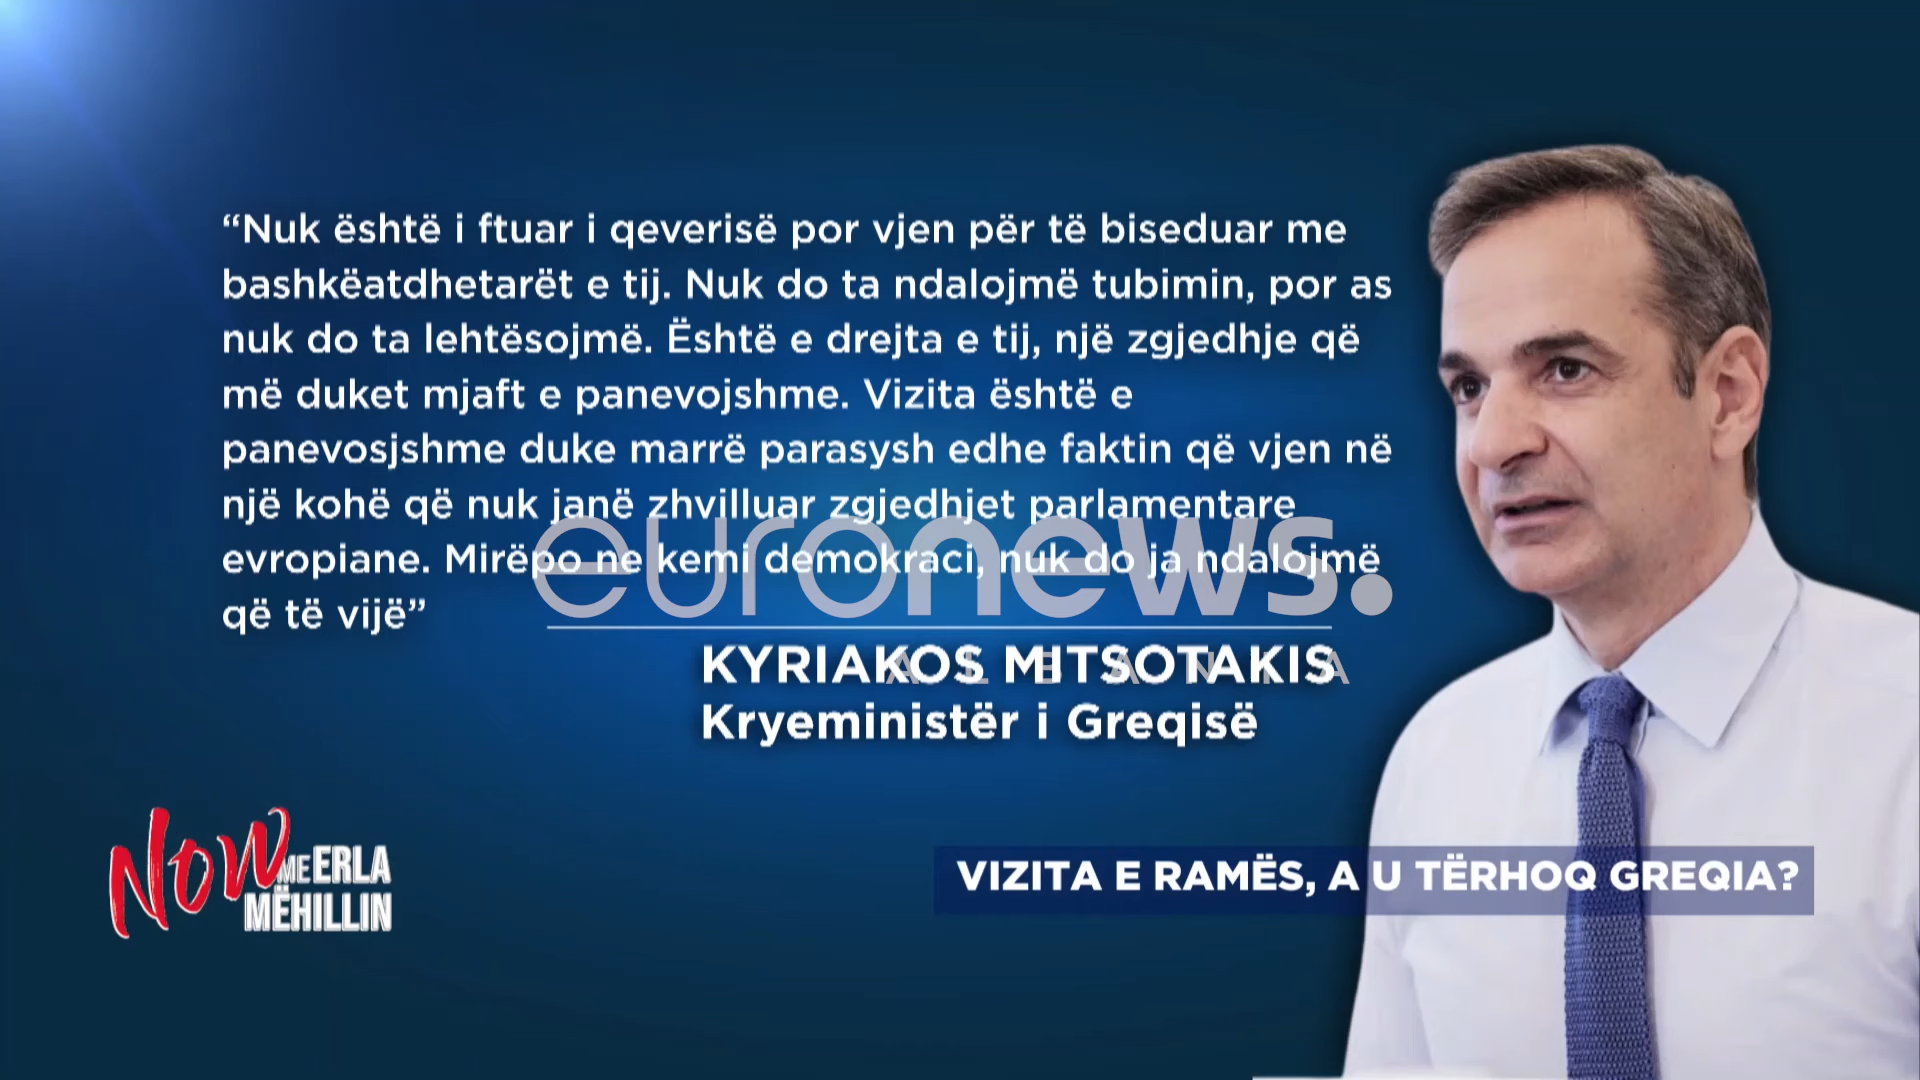 “Nuk është i ftuar i qeverisë por vjen për të biseduar me
bashkëatdhetarët e tij. Nuk do ta ndalojmë tubimin, por as
nuk do ta lehtësojmë. Është e drejta e tij, një zgjedhje që
më duket mjaft e panevojshme. Vizita është e
panevosjshme duke marrë parasysh edhe faktin që vjen në
një kohë që nuk janë zhvilluar zgjedhjet parlamentare
evropiane. Mirëpo ne kemi demokraci, nuk do ja ndalojmë
që të vijë”
euronews.
ALBANIA
KYRIAKOS MITSOTAKIS
Kryeministër i Greqisë
Now ME ERLA
MËHILLIN
VIZITA E RAMËS, A U TËRHOQ GREQIA?